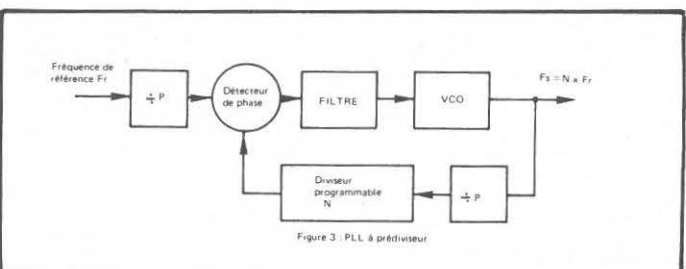 Fréquence de
référence Fr
÷ P
Détecteur
de phase
FILTRE
VCO
Fs = N x Fr
Diviseur
programmable
N
÷ P
Figure 3 : PLL à prédiviseur